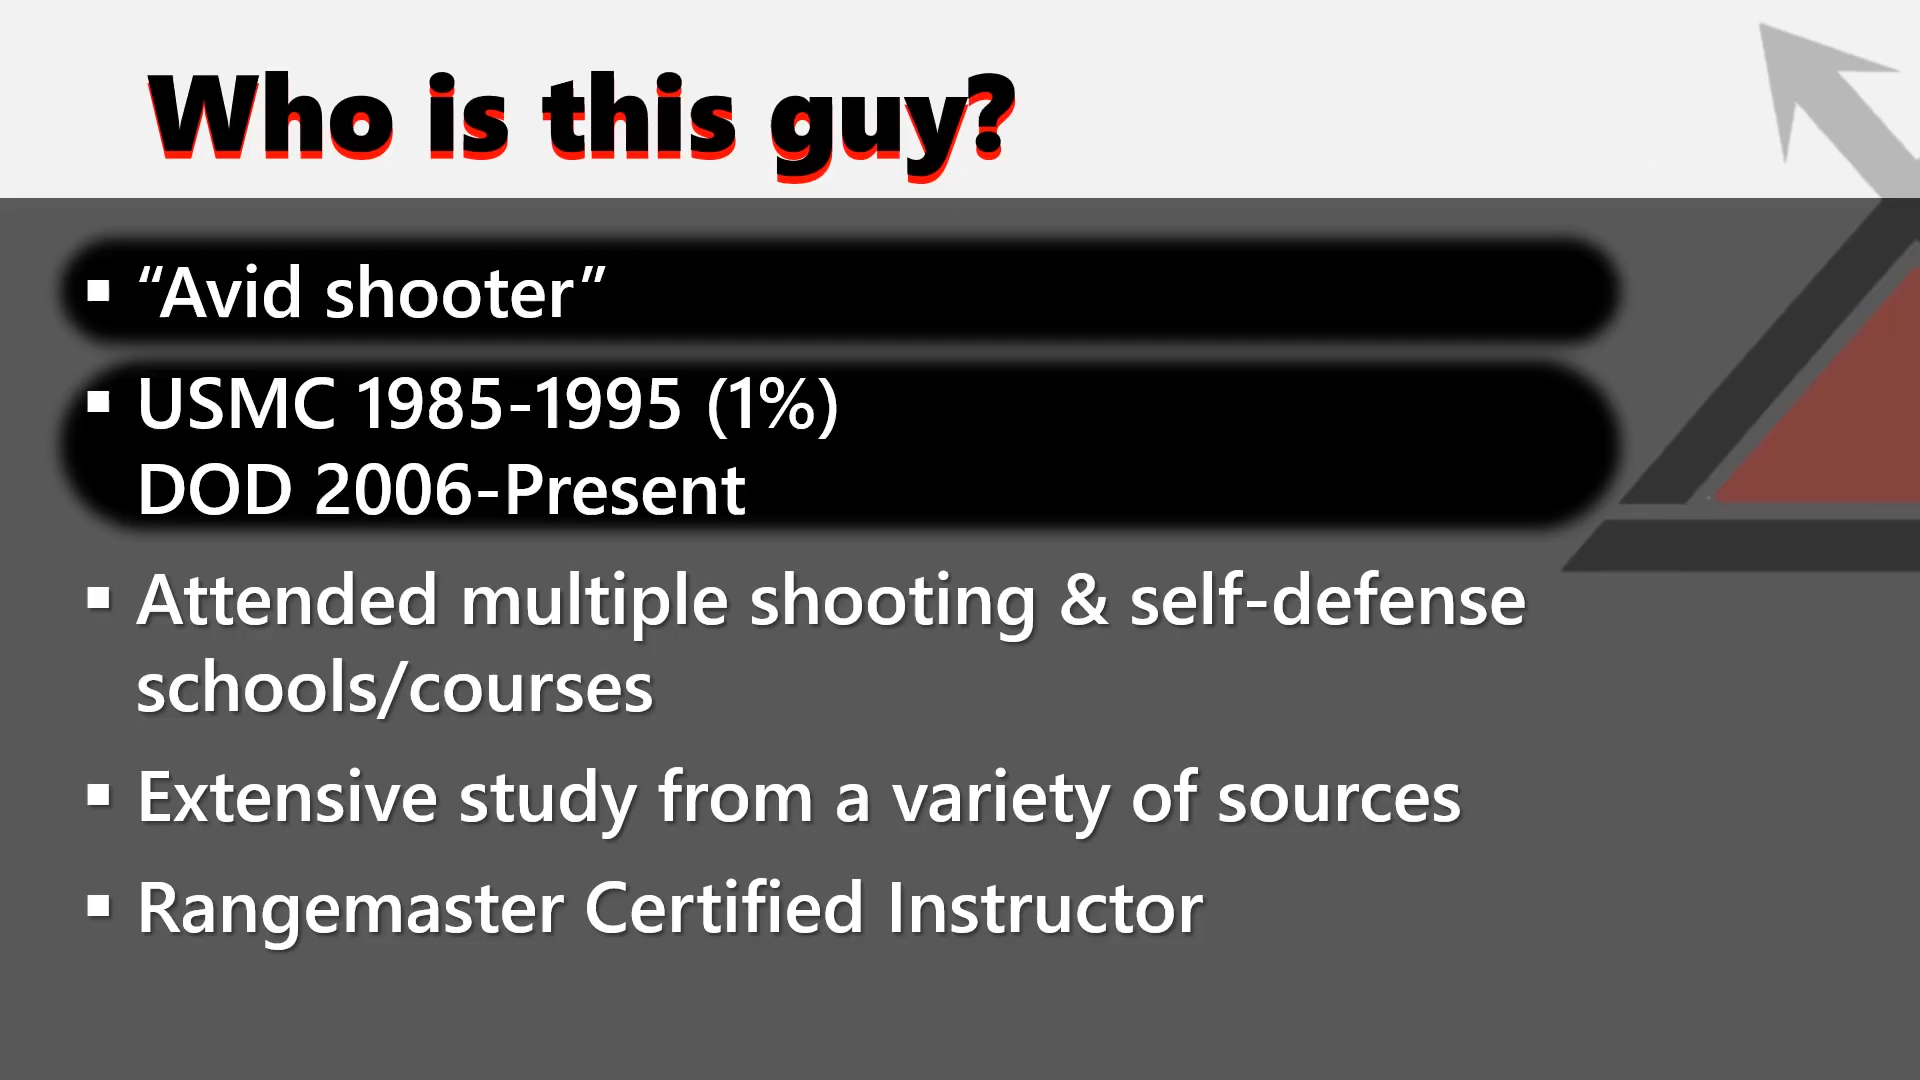 Who is this guy?
▪ “Avid shooter”
▪ USMC 1985-1995 (1%)
DOD 2006-Present
▪ Attended multiple shooting & self-defense
schools/courses
▪ Extensive study from a variety of sources
▪ Rangemaster Certified Instructor